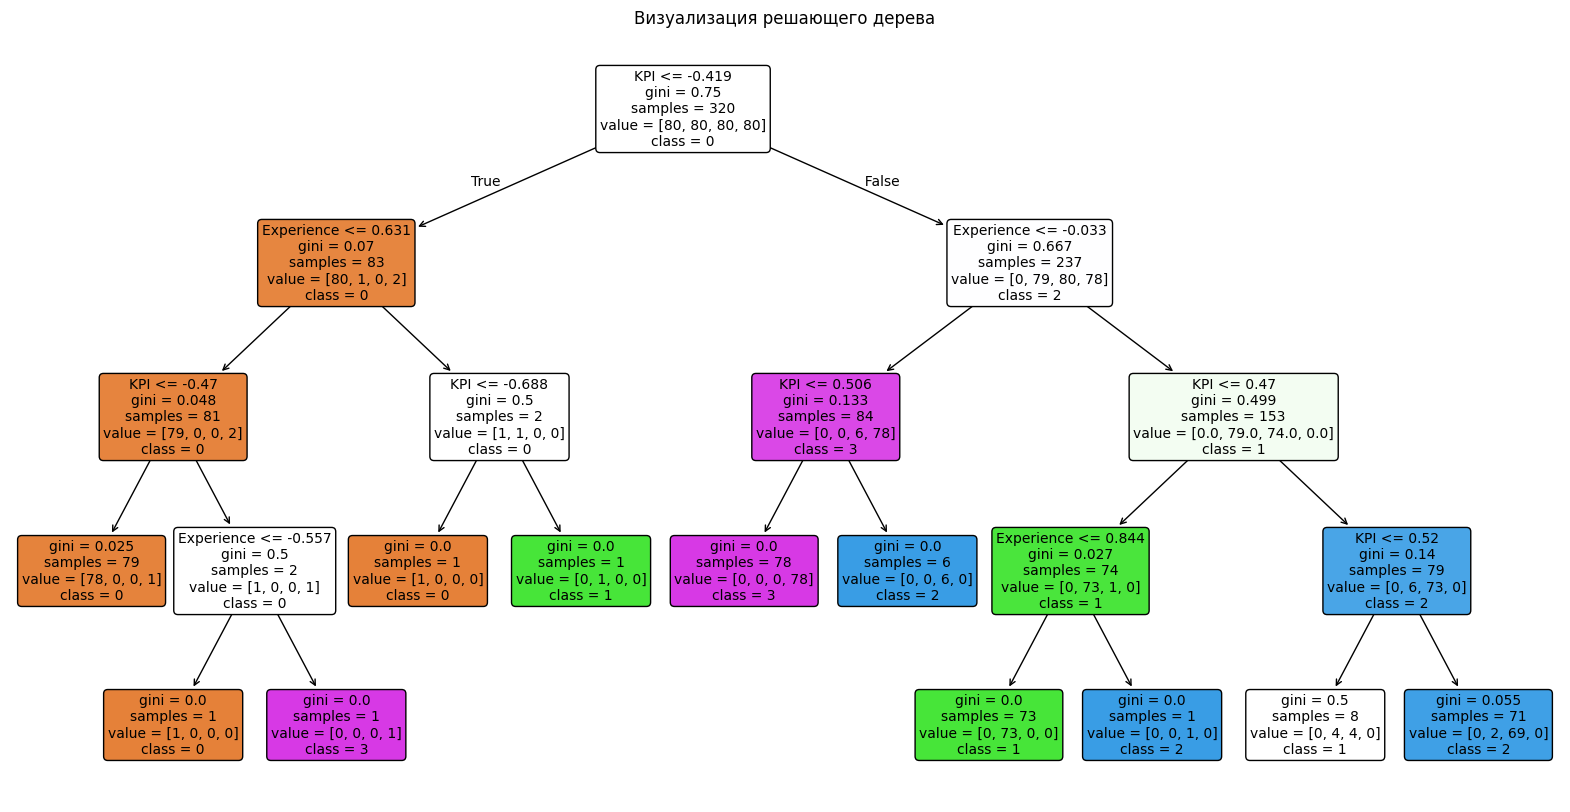 Визуализация решающего дерева
KPI <= -0.419
gini = 0.75
samples = 320
value = [80, 80, 80, 80]
class = 0
True
False
Experience <= 0.631
gini = 0.07
samples = 83
value = [80, 1, 0, 2]
class = 0
Experience <= -0.033
gini = 0.667
samples = 237
value = [0, 79, 80, 78]
class = 2
KPI <= -0.47
gini = 0.048
samples = 81
value = [79, 0, 0, 2]
class = 0
KPI <= -0.688
gini = 0.5
samples = 2
value = [1, 1, 0, 0]
class = 0
KPI <= 0.506
gini = 0.133
samples = 84
value = [0, 0, 6, 78]
class = 3
KPI <= 0.47
gini = 0.499
samples = 153
value = [0.0, 79.0, 74.0, 0.0]
class = 1
gini = 0.025
samples = 79
value = [78, 0, 0, 1]
class = 0
Experience <= -0.557
gini = 0.5
samples = 2
value = [1, 0, 0, 1]
class = 0
gini = 0.0
samples = 1
value = [1, 0, 0, 0]
class = 0
gini = 0.0
samples = 1
value = [0, 1, 0, 0]
class = 1
gini = 0.0
samples = 78
value = [0, 0, 0, 78]
class = 3
gini = 0.0
samples = 6
value = [0, 0, 6, 0]
class = 2
Experience <= 0.844
gini = 0.027
samples = 74
value = [0, 73, 1, 0]
class = 1
KPI <= 0.52
gini = 0.14
samples = 79
value = [0, 6, 73, 0]
class = 2
gini = 0.0
samples = 1
value = [1, 0, 0, 0]
class = 0
gini = 0.0
samples = 1
value = [0, 0, 0, 1]
class = 3
gini = 0.0
samples = 73
value = [0, 73, 0, 0]
class = 1
gini = 0.0
samples = 1
value = [0, 0, 1, 0]
class = 2
gini = 0.5
samples = 8
value = [0, 4, 4, 0]
class = 1
gini = 0.055
samples = 71
value = [0, 2, 69, 0]
class = 2